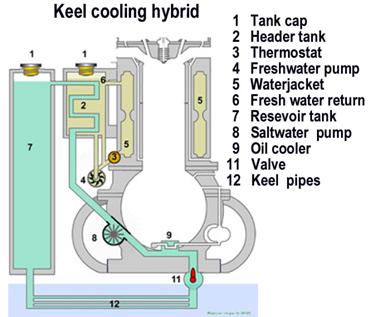 Keel cooling hybrid
1 Tank cap
2 Header tank
3 Thermostat
4 Freshwater pump
5 Waterjacket
6 Fresh water return
7 Resevoir tank
8 Saltwater pump
9 Oil cooler
11 Valve
12 Keel pipes
1
1
6
2
5
5
7
3
4
8
9
11
12